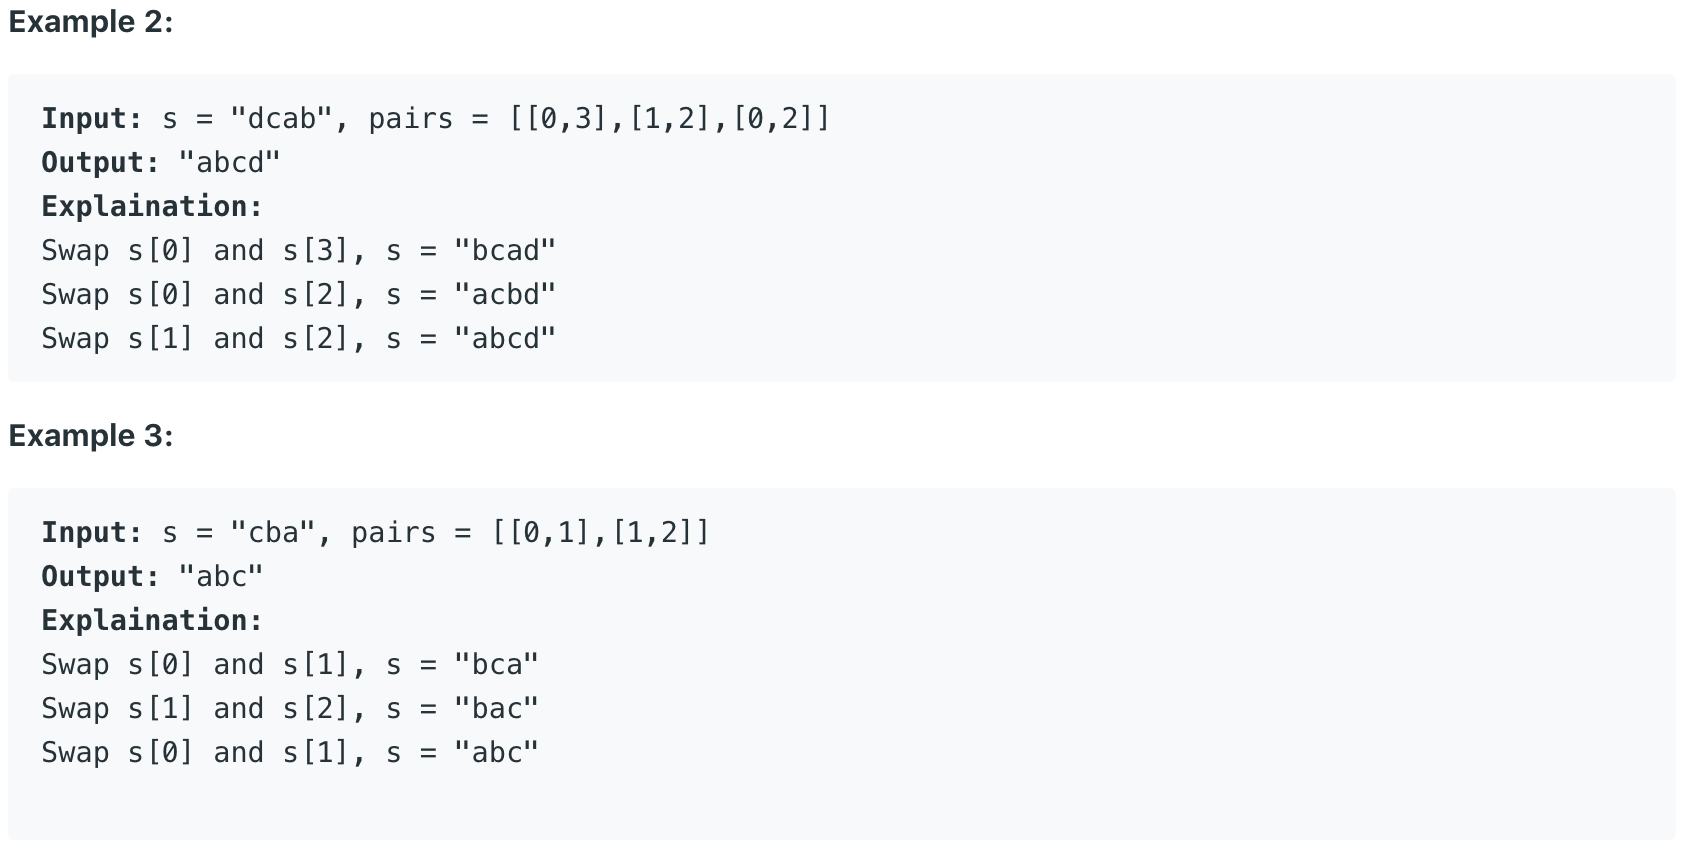 Example 2:
Input: s = "dcab", pairs = [[0,3],[1,2],[0,2]]
Output: "abcd"
Explaination:
Swap s[0] and s[3], s = "bcad"
Swap s[0] and s[2], s = "acbd"
Swap s[1] and s[2], s = "abcd"
Example 3:
Input: s = "cba", pairs = [[0,1],[1,2]]
Output: "abc"
Explaination:
Swap s[0] and s[1], s = "bca"
Swap s[1] and s[2], s = "bac"
Swap s[0] and s[1], s = "abc"